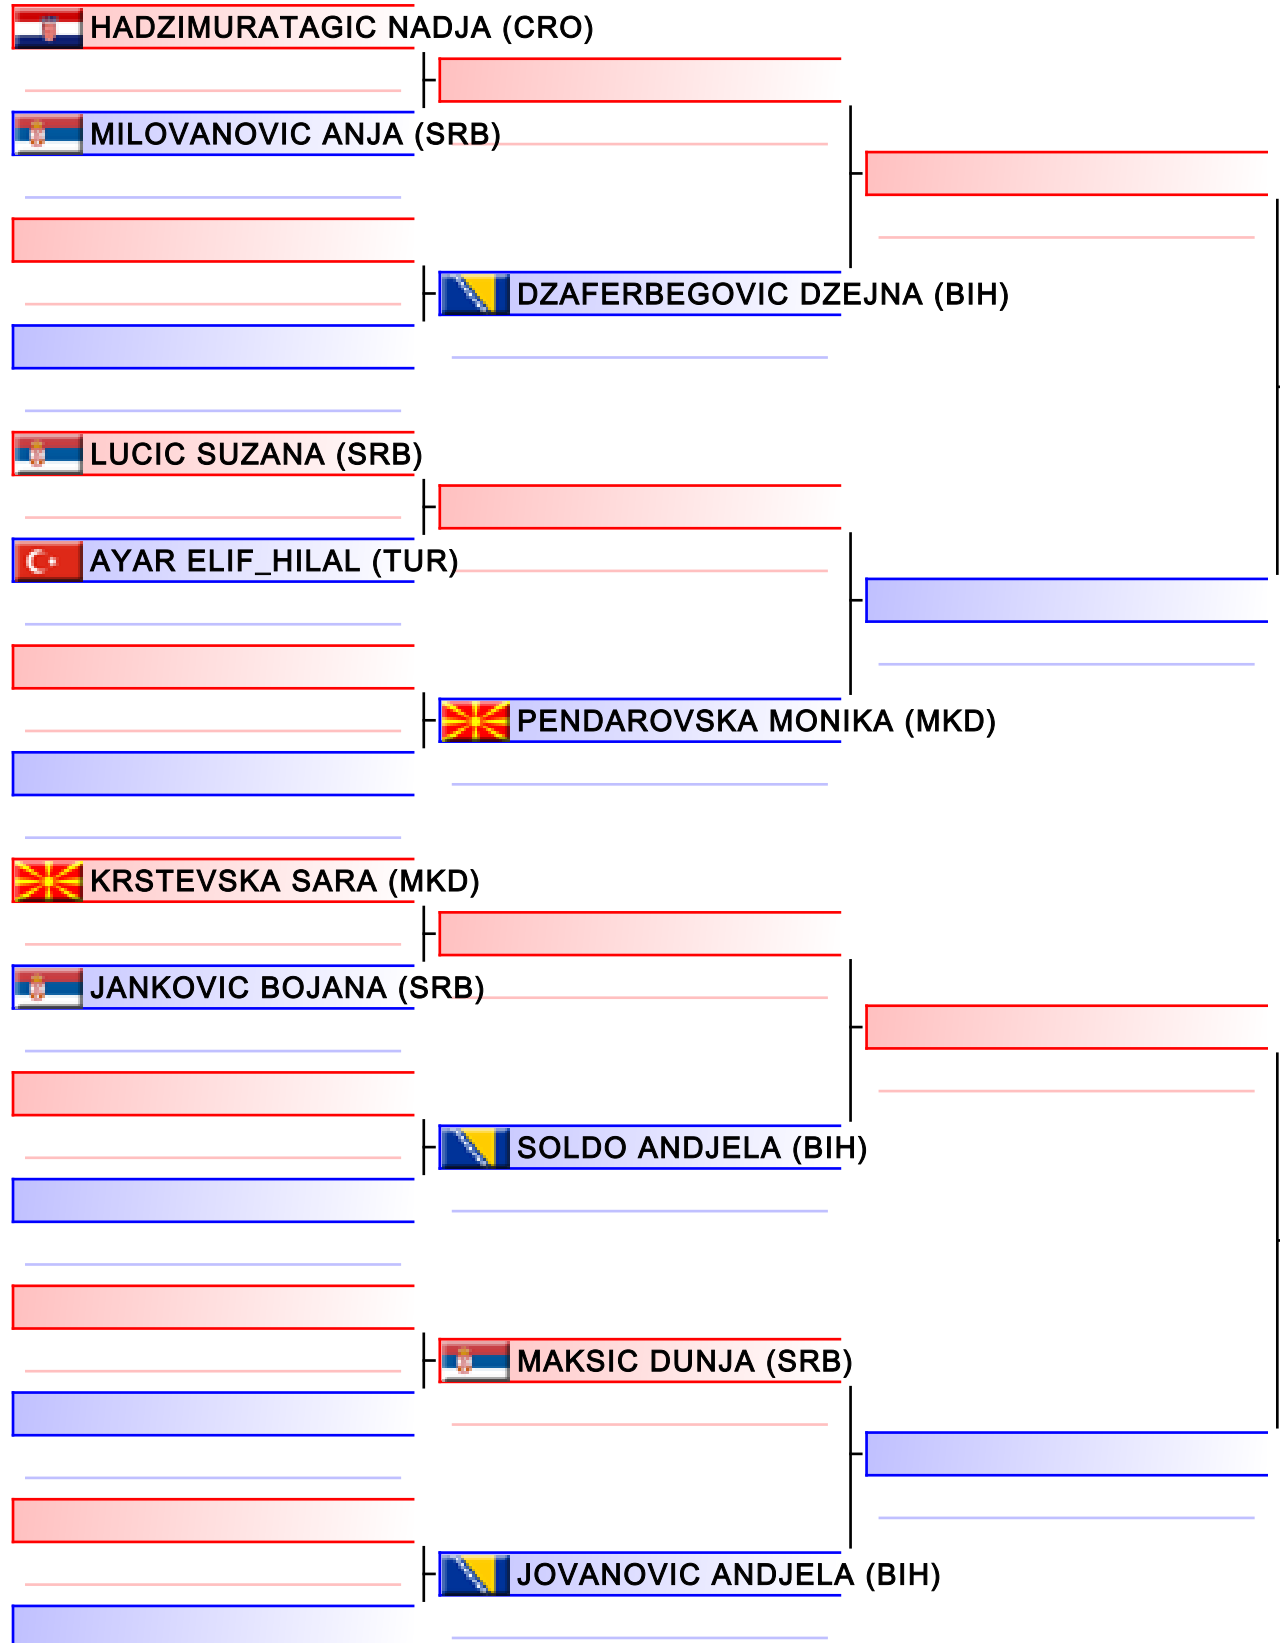 HADZIMURATAGIC NADJA (CRO)
MILOVANOVIC ANJA (SRB)
DZAFERBEGOVIC DZEJNA (BIH)
LUCIC SUZANA (SRB)
AYAR ELIF_HILAL (TUR)
PENDAROVSKA MONIKA (MKD)
KRSTEVSKA SARA (MKD)
JANKOVIC BOJANA (SRB)
SOLDO ANDJELA (BIH)
MAKSIC DUNJA (SRB)
JOVANOVIC ANDJELA (BIH)